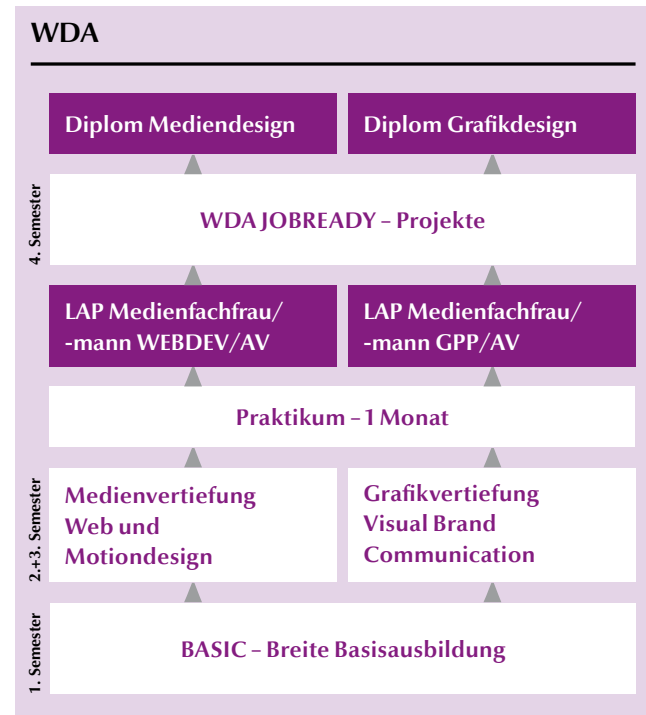 WDA
Diplom Mediendesign
Diplom Grafikdesign
4. Semester
WDA JOBREADY – Projekte
LAP Medienfachfrau/
-mann WEBDEV/AV
LAP Medienfachfrau/
-mann GPP/AV
Praktikum – 1 Monat
2.+3. Semester
Medienvertiefung
Web und
Motiondesign
Grafikvertiefung
Visual Brand
Communication
1. Semester
BASIC – Breite Basisausbildung